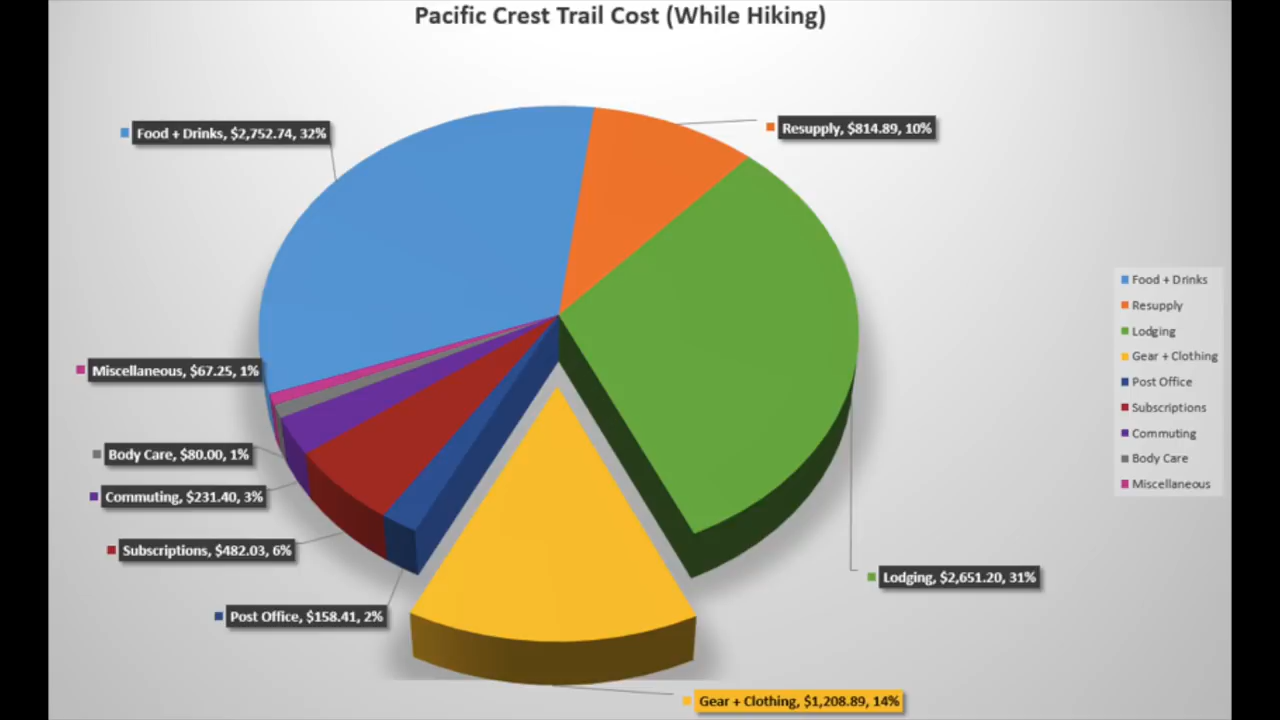 Pacific Crest Trail Cost (While Hiking)
Food + Drinks, $2,752.74, 32%
Resupply, $814.89, 10%
Miscellaneous, $67.25, 1%
Body Care, $80.00, 1%
Commuting, $231.40, 3%
Subscriptions, $482.03, 6%
Post Office, $158.41, 2%
Lodging, $2,651.20, 31%
Gear + Clothing, $1,208.89, 14%
Food + Drinks
Resupply
Lodging
Gear + Clothing
Post Office
Subscriptions
Commuting
Body Care
Miscellaneous